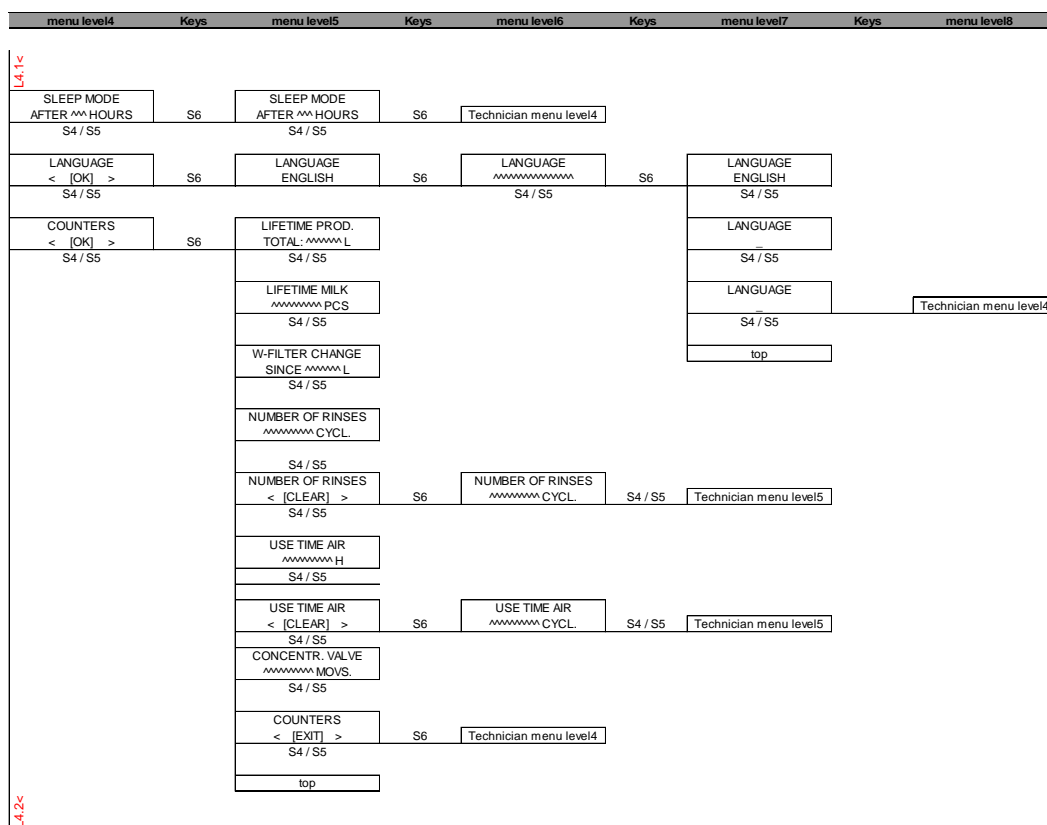 menu level4 Keys menu level5 Keys menu level6 Keys menu level7 Keys menu level8
L4.1<
SLEEP MODE SLEEP MODE
AFTER ^^^ HOURS S6 AFTER ^^^ HOURS S6 Technician menu level4
S4 / S5 S4 / S5
LANGUAGE LANGUAGE LANGUAGE LANGUAGE
< [OK] > S6 ENGLISH S6 ^^^^^^^^^^^^^^ S6 ENGLISH
S4 / S5 S4 / S5 S4 / S5
COUNTERS LIFETIME PROD. LANGUAGE
< [OK] > S6 TOTAL: ^^^^^^ L _
S4 / S5 S4 / S5 S4 / S5
LIFETIME MILK LANGUAGE
^^^^^^^^^ PCS _ Technician menu level4
S4 / S5 S4 / S5
W-FILTER CHANGE top
SINCE ^^^^^^ L
S4 / S5
NUMBER OF RINSES
^^^^^^^^^ CYCL.
S4 / S5
NUMBER OF RINSES NUMBER OF RINSES
< [CLEAR] > S6 ^^^^^^^^^ CYCL. S4 / S5 Technician menu level5
S4 / S5
USE TIME AIR
^^^^^^^^^ H
S4 / S5
USE TIME AIR USE TIME AIR
< [CLEAR] > S6 ^^^^^^^^^ CYCL. S4 / S5 Technician menu level5
S4 / S5
CONCENTR. VALVE
^^^^^^^^^ MOVS.
S4 / S5
COUNTERS
< [EXIT] > S6 Technician menu level4
S4 / S5
top
L4.2<